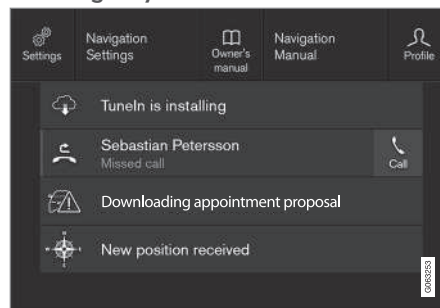 Settings
Navigation
Settings
Owner's
manual
Navigation
Manual
Profile
TuneIn is installing
Sebastian Petersson
Missed call
Call
Downloading appointment proposal
New position received
G063253